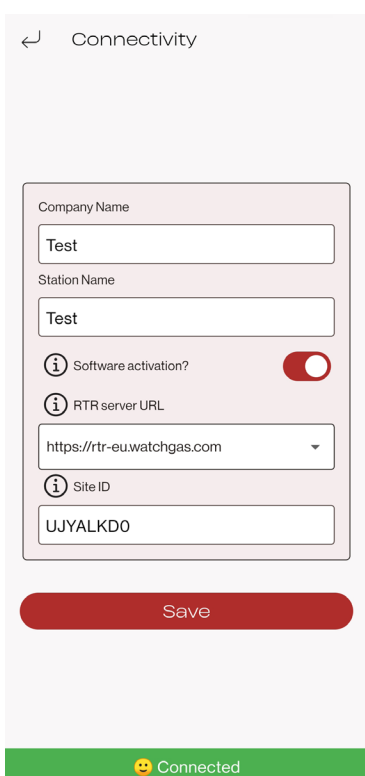 Connectivity
Company Name
Test
Station Name
Test
Software activation?
RTR server URL
https://rtr-eu.watchgas.com
Site ID
UJYALKD0
Save
🙂 Connected